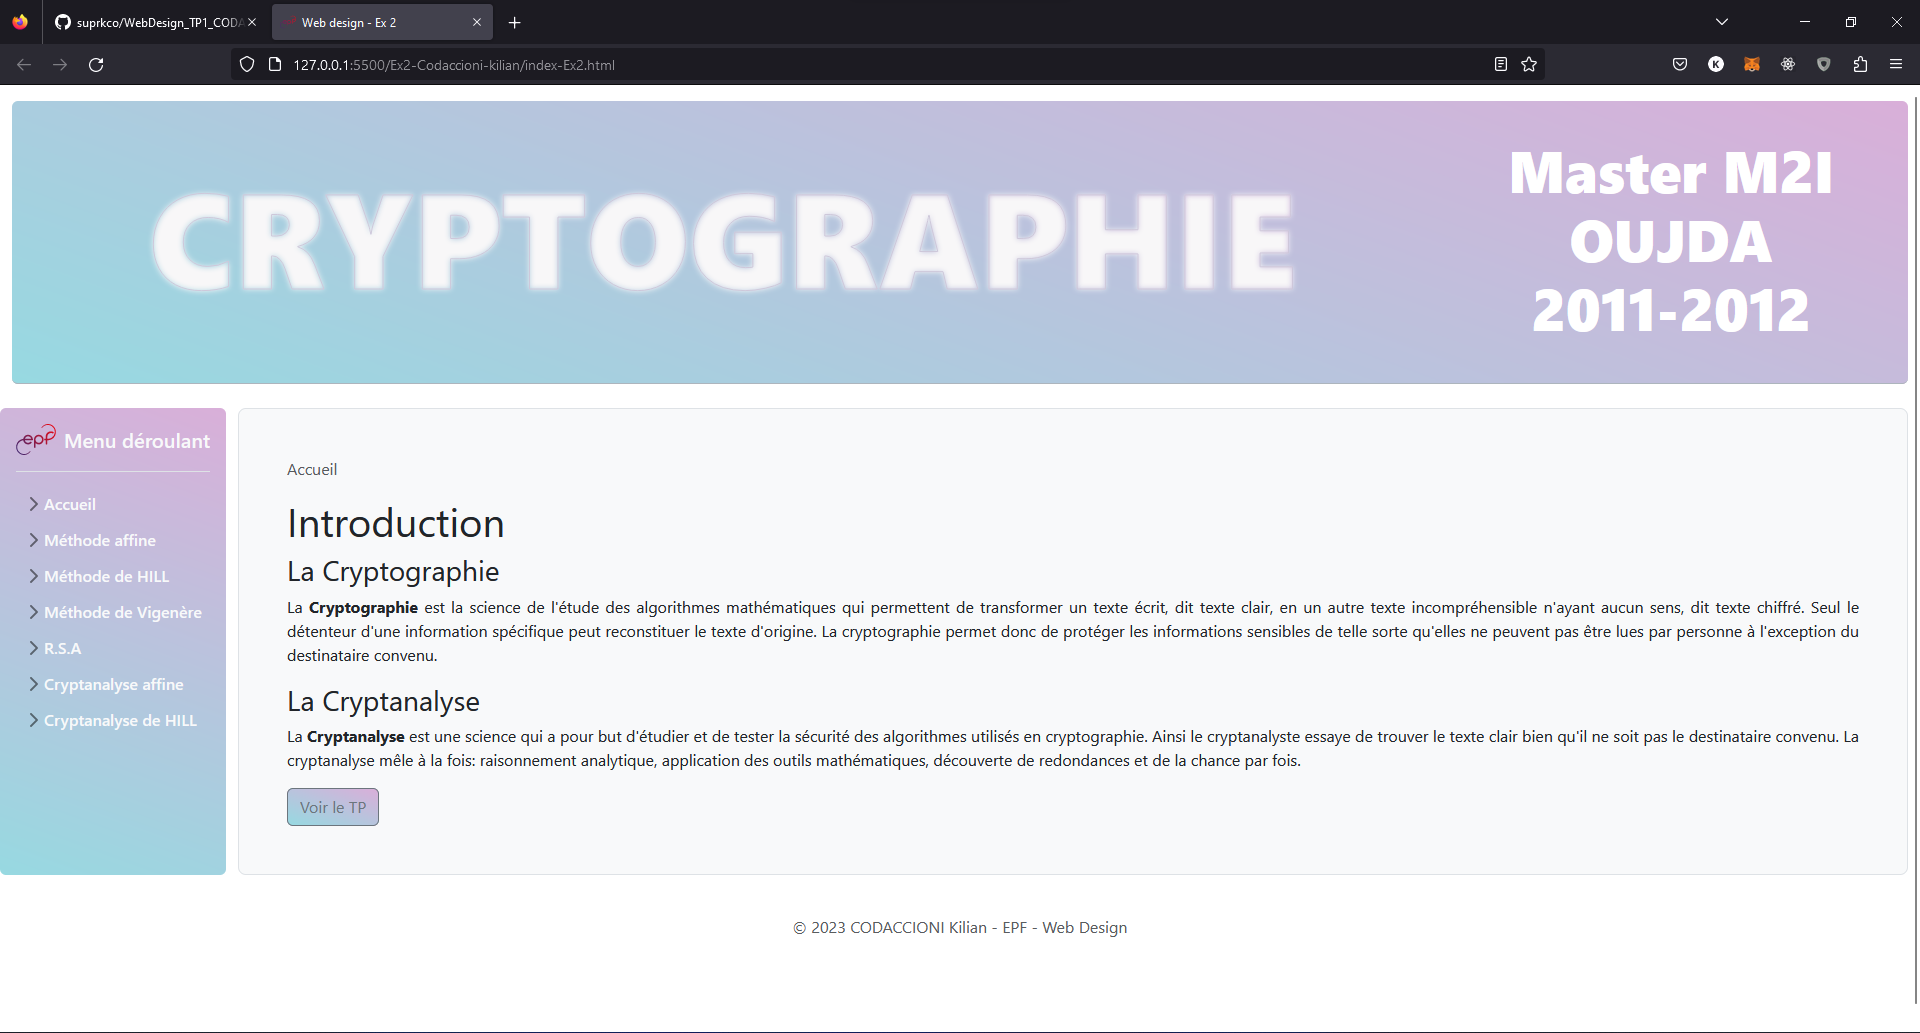 suprkco/WebDesign_TP1_CODA
Web design - Ex 2
127.0.0.1:5500/Ex2-Codaccioni-kilian/index-Ex2.html
K
CRYPTOGRAPHIE
Master M2I
OUJDA
2011-2012
epf Menu déroulant
Accueil
Méthode affine
Méthode de HILL
Méthode de Vigenère
R.S.A
Cryptanalyse affine
Cryptanalyse de HILL
Accueil
Introduction
La Cryptographie
La Cryptographie est la science de l'étude des algorithmes mathématiques qui permettent de transformer un texte écrit, dit texte clair, en un autre texte incompréhensible n'ayant aucun sens, dit texte chiffré. Seul le
détenteur d'une information spécifique peut reconstituer le texte d'origine. La cryptographie permet donc de protéger les informations sensibles de telle sorte qu'elles ne peuvent pas être lues par personne à l'exception du
destinataire convenu.
La Cryptanalyse
La Cryptanalyse est une science qui a pour but d'étudier et de tester la sécurité des algorithmes utilisés en cryptographie. Ainsi le cryptanalyste essaye de trouver le texte clair bien qu'il ne soit pas le destinataire convenu. La
cryptanalyse mêle à la fois: raisonnement analytique, application des outils mathématiques, découverte de redondances et de la chance par fois.
Voir le TP
© 2023 CODACCIONI Kilian - EPF - Web Design